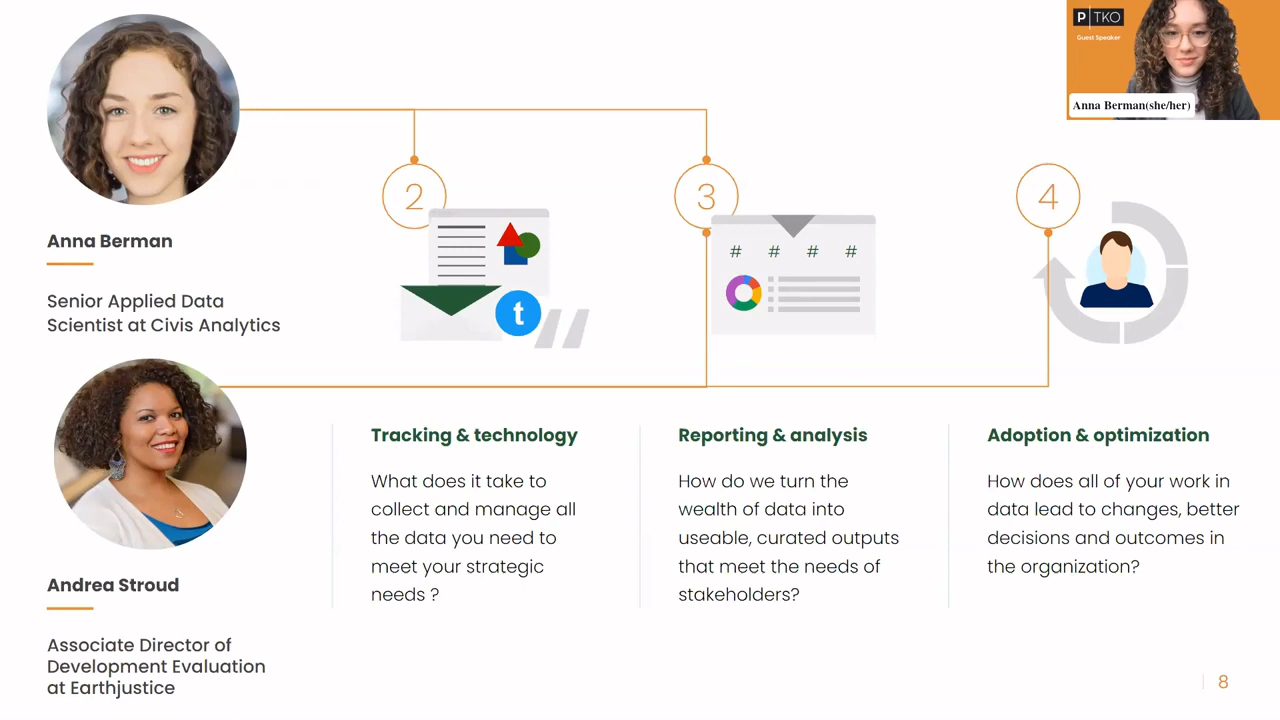 P TKO
Guest Speaker
Anna Berman(she/her)
2
3
4
t
# # # #
Anna Berman
Senior Applied Data
Scientist at Civis Analytics
Andrea Stroud
Associate Director of
Development Evaluation
at Earthjustice
Tracking & technology
What does it take to
collect and manage all
the data you need to
meet your strategic
needs ?
Reporting & analysis
How do we turn the
wealth of data into
useable, curated outputs
that meet the needs of
stakeholders?
Adoption & optimization
How does all of your work in
data lead to changes, better
decisions and outcomes in
the organization?
8